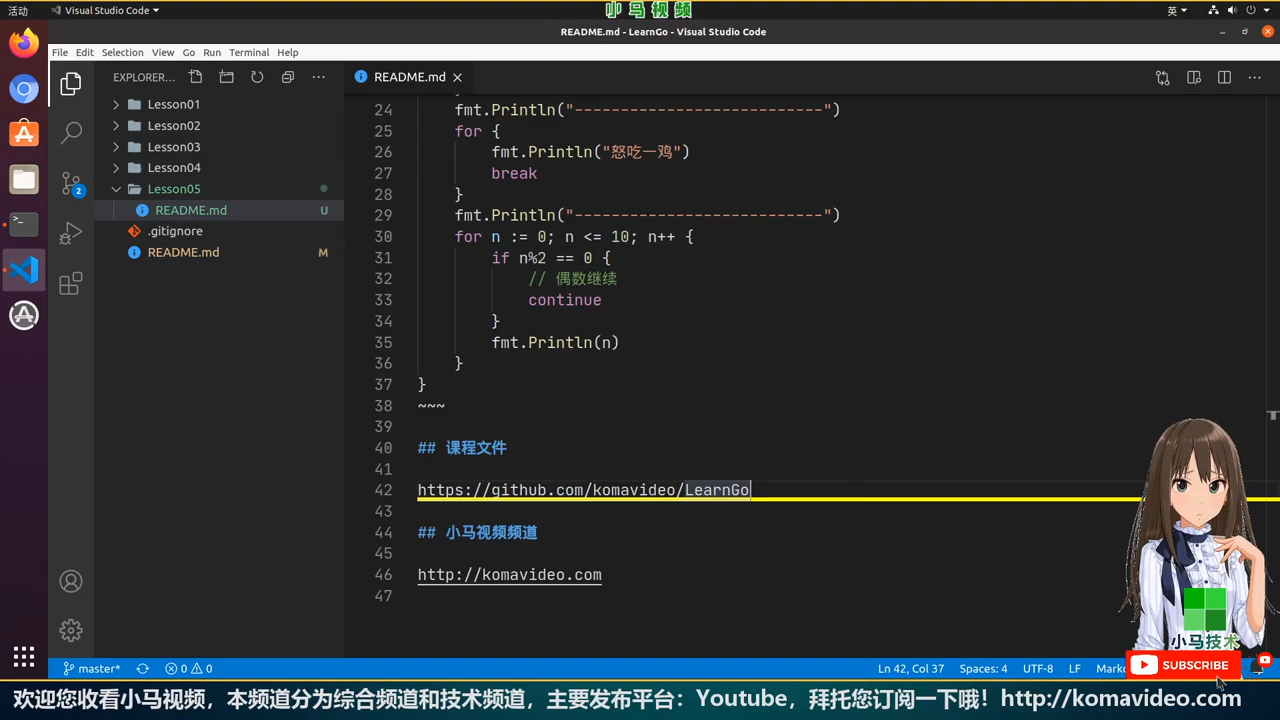 活动
Visual Studio Code
小马视频
英
README.md - LearnGo - Visual Studio Code
File Edit Selection View Go Run Terminal Help
EXPLORER...
README.md
Lesson01
Lesson02
Lesson03
Lesson04
Lesson05
README.md U
.gitignore
README.md M
2
24 fmt.Println("---------------------------")
25 for {
26 fmt.Println("怒吃一鸡")
27 break
28 }
29 fmt.Println("---------------------------")
30 for n := 0; n <= 10; n++ {
31 if n%2 == 0 {
32 // 偶数继续
33 continue
34 }
35 fmt.Println(n)
36 }
37 }
38 ~~~
39
40 ## 课程文件
41
42 https://github.com/komavideo/LearnGo
43
44 ## 小马视频频道
45
46 http://komavideo.com
47
小马技术
SUBSCRIBE
master* 0 0 Ln 42, Col 37 Spaces: 4 UTF-8 LF
欢迎您收看小马视频，本频道分为综合频道和技术频道，主要发布平台：Youtube，拜托您订阅一下哦！http://komavideo.com